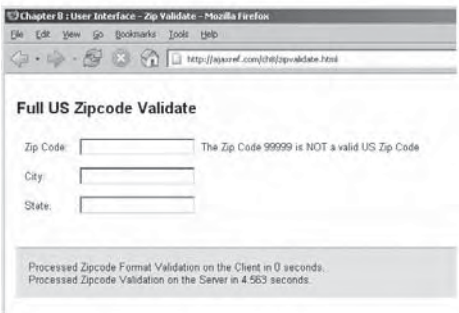 Chapter 8 : User Interface - Zip Validate - Mozilla Firefox
File Edit View Go Bookmarks Tools Help
http://ajaxref.com/ch8/zipvalidate.html
Full US Zipcode Validate
Zip Code: The Zip Code 99999 is NOT a valid US Zip Code
City:
State:
Processed Zipcode Format Validation on the Client in 0 seconds.
Processed Zipcode Validation on the Server in 4.563 seconds.